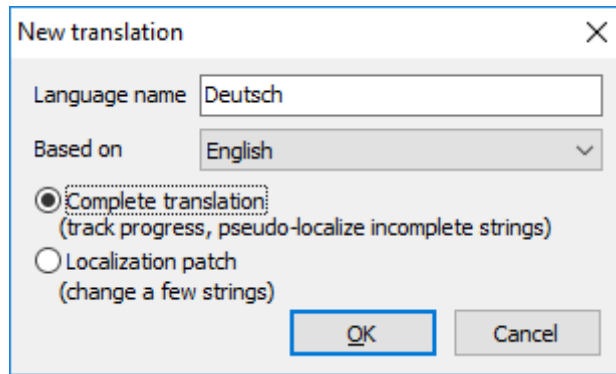 New translation
Language name Deutsch
Based on English
Complete translation
(track progress, pseudo-localize incomplete strings)
Localization patch
(change a few strings)
OK Cancel